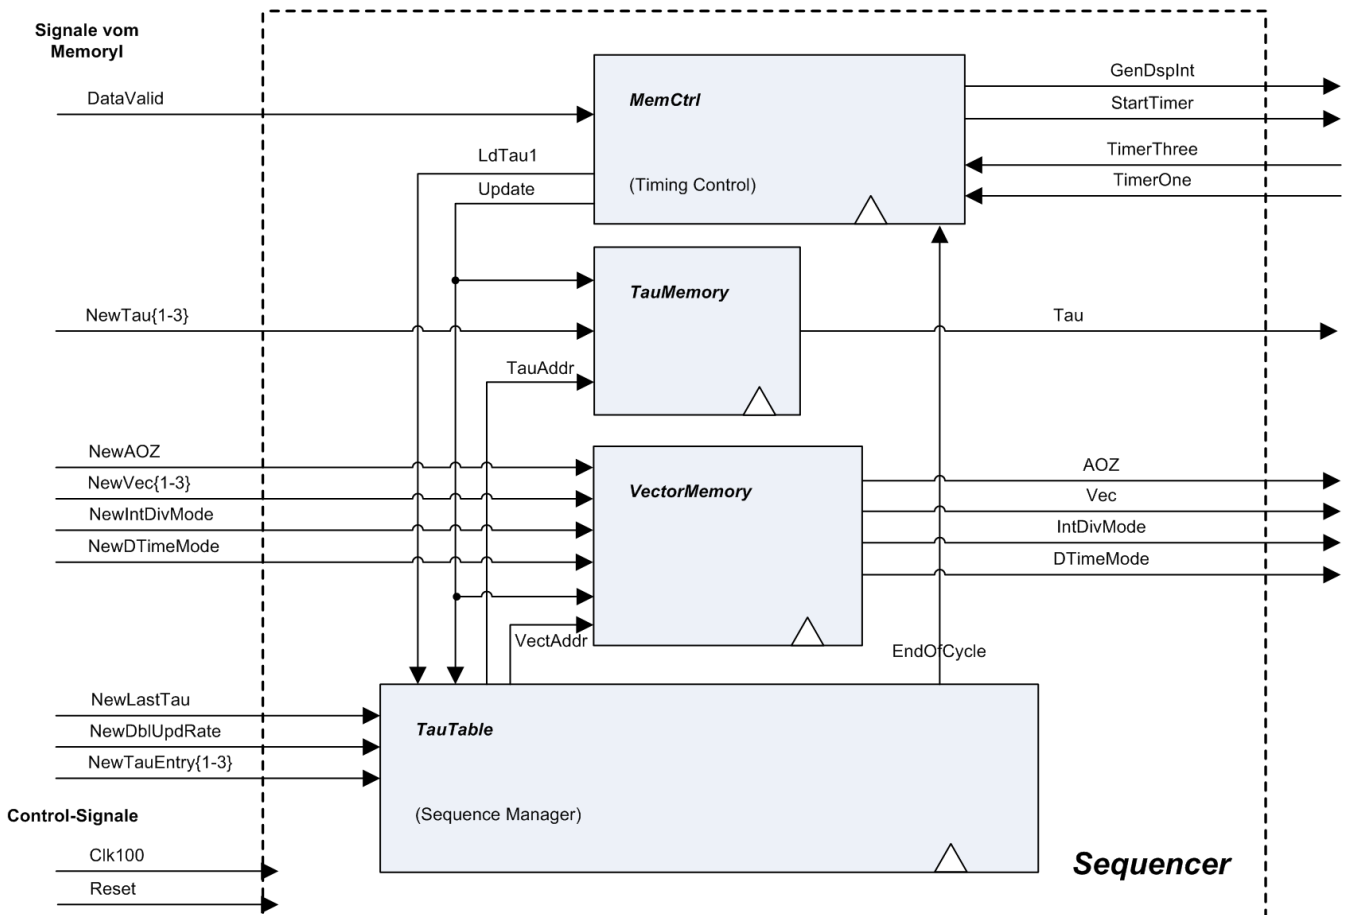 Signale vom
MemoryI
DataValid
MemCtrl
(Timing Control)
GenDspInt
StartTimer
TimerThree
TimerOne
LdTau1
Update
TauMemory
NewTau{1-3}
Tau
TauAddr
NewAOZ
NewVec{1-3}
NewIntDivMode
NewDTimeMode
VectorMemory
AOZ
Vec
IntDivMode
DTimeMode
VectAddr
EndOfCycle
NewLastTau
NewDblUpdRate
NewTauEntry{1-3}
TauTable
(Sequence Manager)
Control-Signale
Clk100
Reset
Sequencer